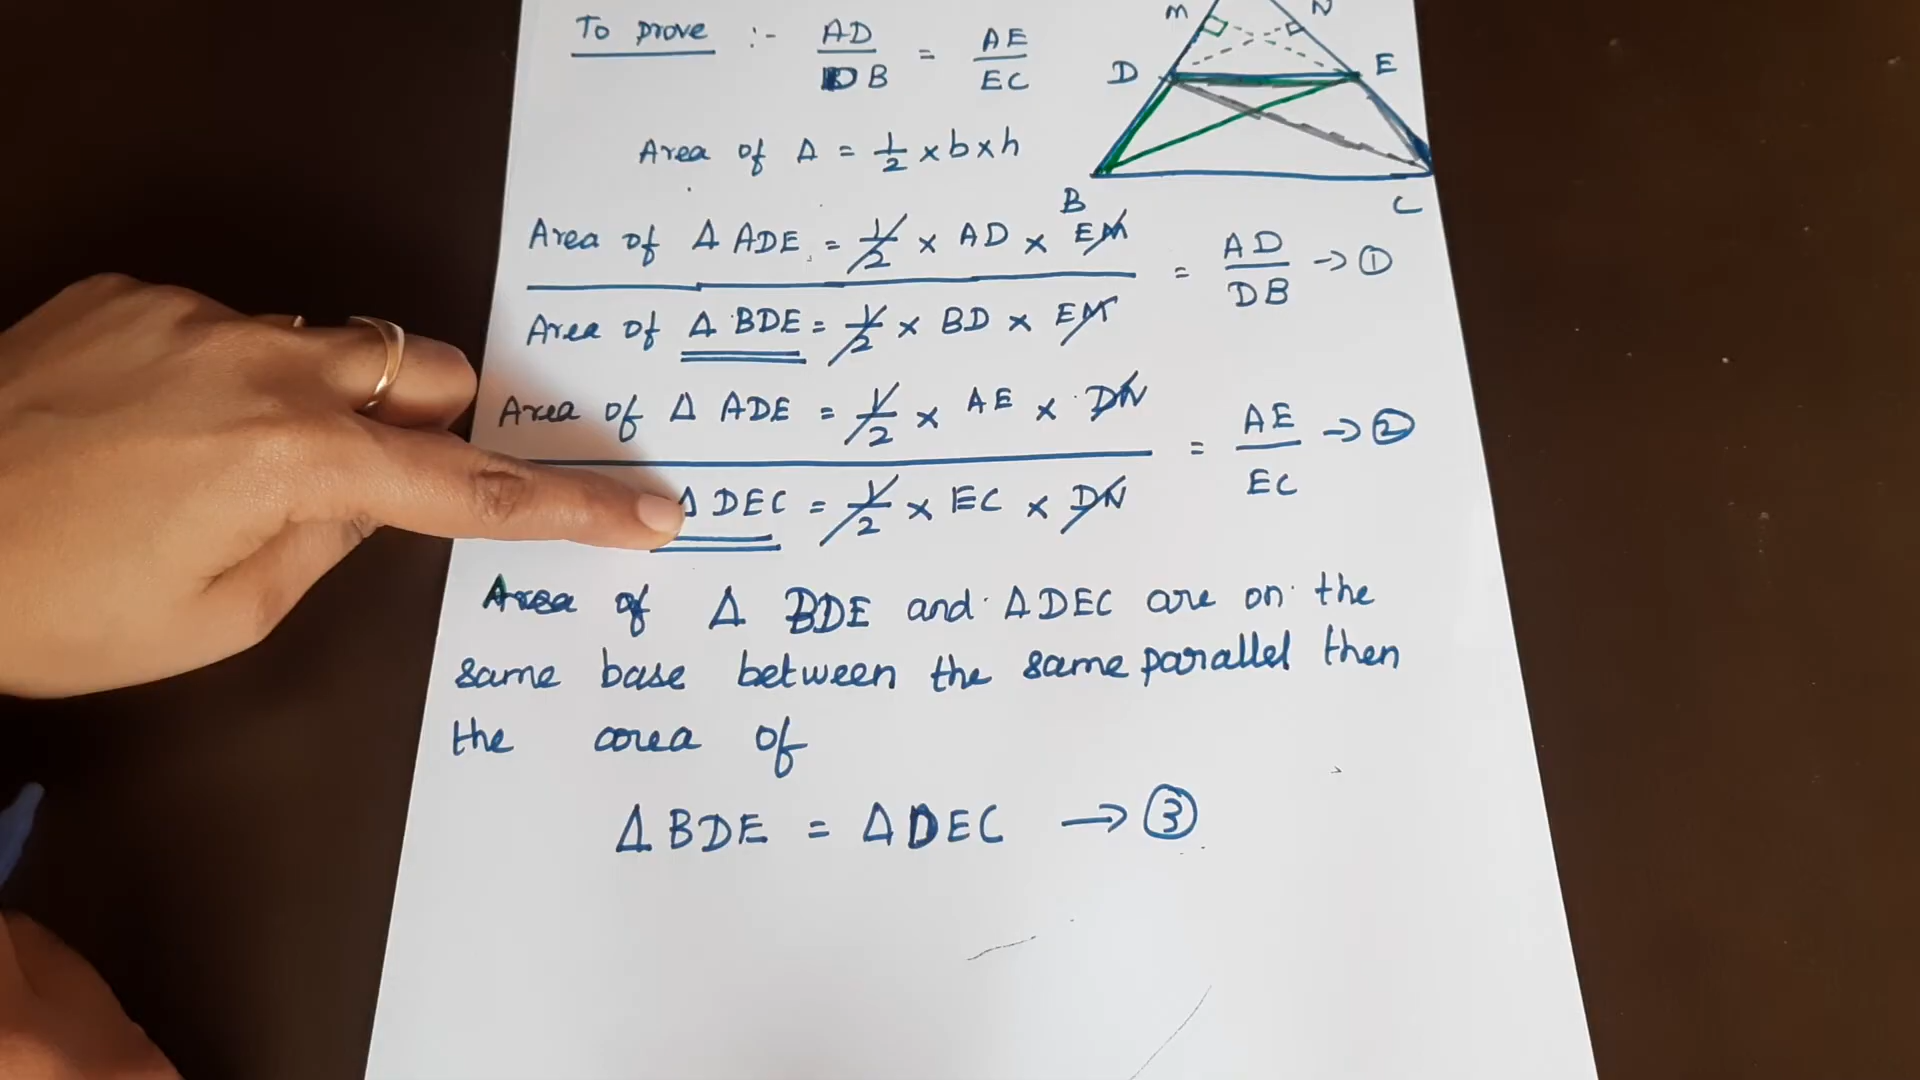 To prove :- AD/DB = AE/EC
M N
D E
B C
Area of Δ = 1/2 × b × h
Area of Δ ADE = 1/2 × AD × EM
Area of Δ BDE = 1/2 × BD × EM
= AD/DB → ①
Area of Δ ADE = 1/2 × AE × DN
Δ DEC = 1/2 × EC × DN
= AE/EC → ②
Area of Δ BDE and Δ DEC are on the
same base between the same parallel then
the area of
Δ BDE = Δ DEC → ③